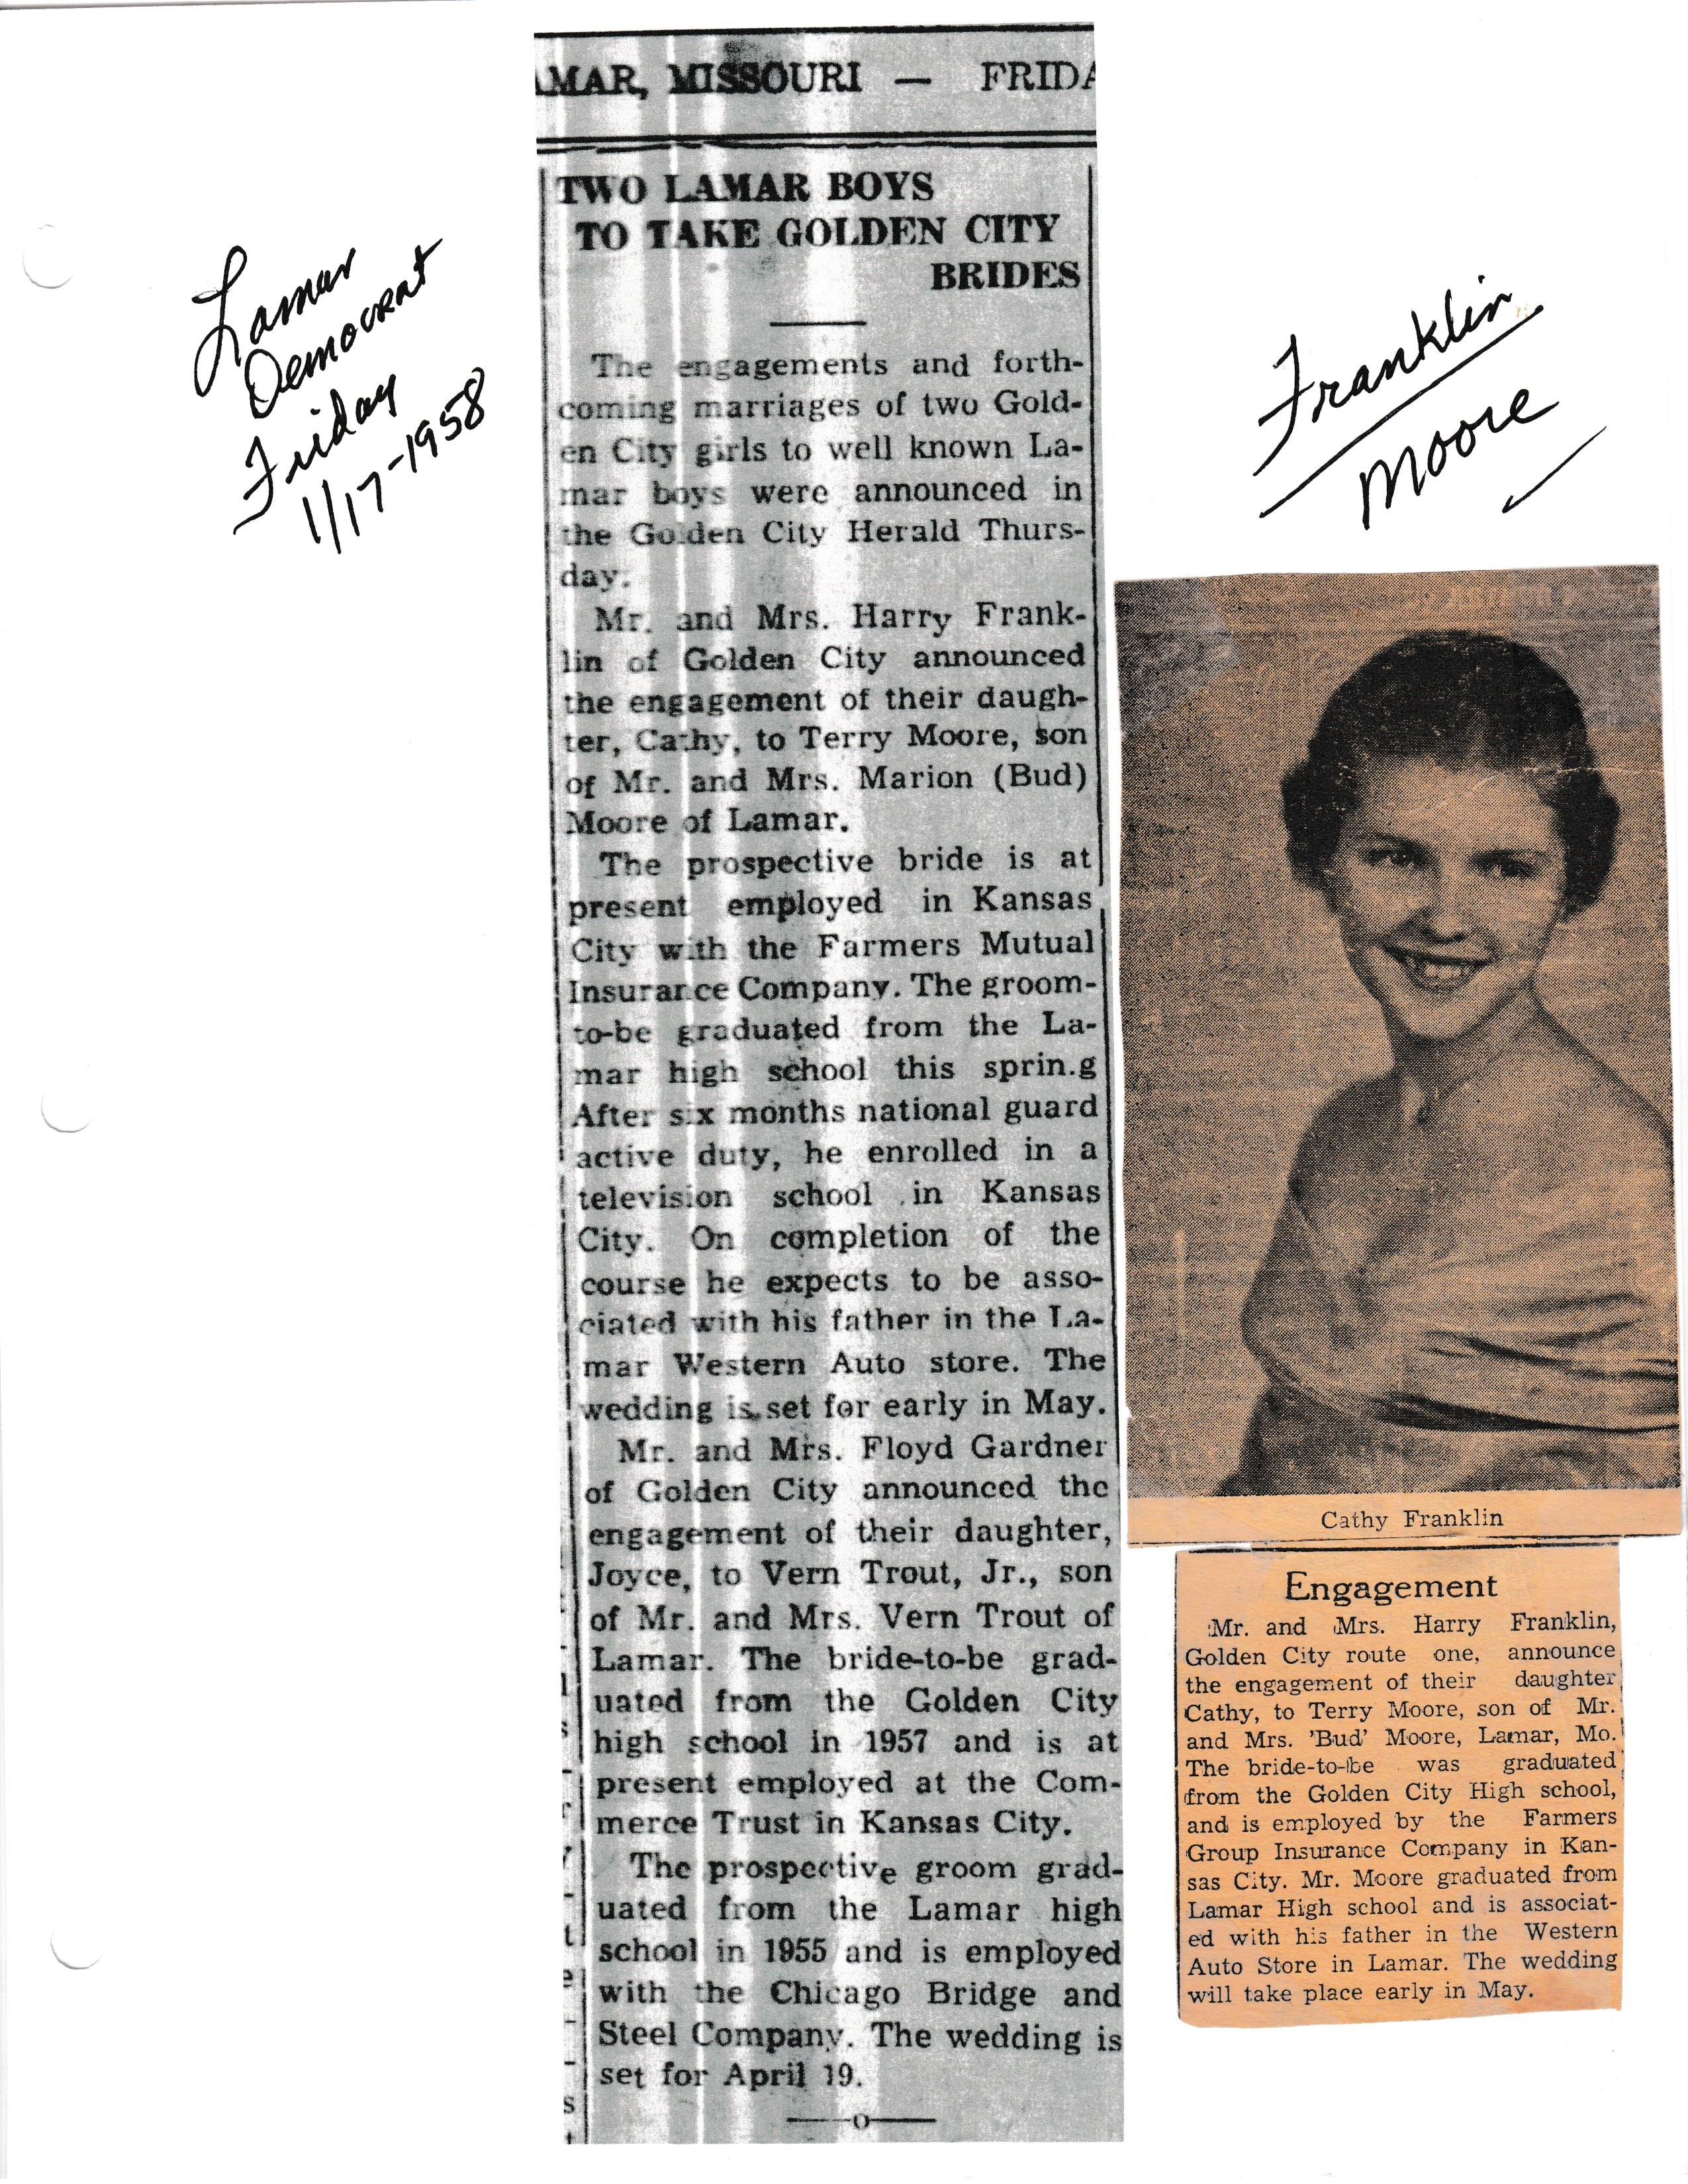 Lamar
Democrat
Friday
1/17-1958
AMAR, MISSOURI — FRIDA
TWO LAMAR BOYS
TO TAKE GOLDEN CITY
BRIDES
The engagements and forth-
coming marriages of two Gold-
en City girls to well known La-
mar boys were announced in
the Golden City Herald Thurs-
day.
Mr. and Mrs. Harry Frank-
lin of Golden City announced
the engagement of their daugh-
ter, Cathy, to Terry Moore, son
of Mr. and Mrs. Marion (Bud)
Moore of Lamar.
The prospective bride is at
present employed in Kansas
City with the Farmers Mutual
Insurance Company. The groom-
to-be graduated from the La-
mar high school this sprin.g
After six months national guard
active duty, he enrolled in a
television school in Kansas
City. On completion of the
course he expects to be asso-
ciated with his father in the La-
mar Western Auto store. The
wedding is set for early in May.
Mr. and Mrs. Floyd Gardner
of Golden City announced the
engagement of their daughter,
Joyce, to Vern Trout, Jr., son
of Mr. and Mrs. Vern Trout of
Lamar. The bride-to-be grad-
uated from the Golden City
high school in 1957 and is at
present employed at the Com-
merce Trust in Kansas City.
The prospective groom grad-
uated from the Lamar high
school in 1955 and is employed
with the Chicago Bridge and
Steel Company. The wedding is
set for April 19.
Franklin
Moore
Cathy Franklin
Engagement
Mr. and Mrs. Harry Franklin,
Golden City route one, announce
the engagement of their daughter
Cathy, to Terry Moore, son of Mr.
and Mrs. 'Bud' Moore, Lamar, Mo.
The bride-to-be was graduated
from the Golden City High school,
and is employed by the Farmers
Group Insurance Company in Kan-
sas City. Mr. Moore graduated from
Lamar High school and is associat-
ed with his father in the Western
Auto Store in Lamar. The wedding
will take place early in May.